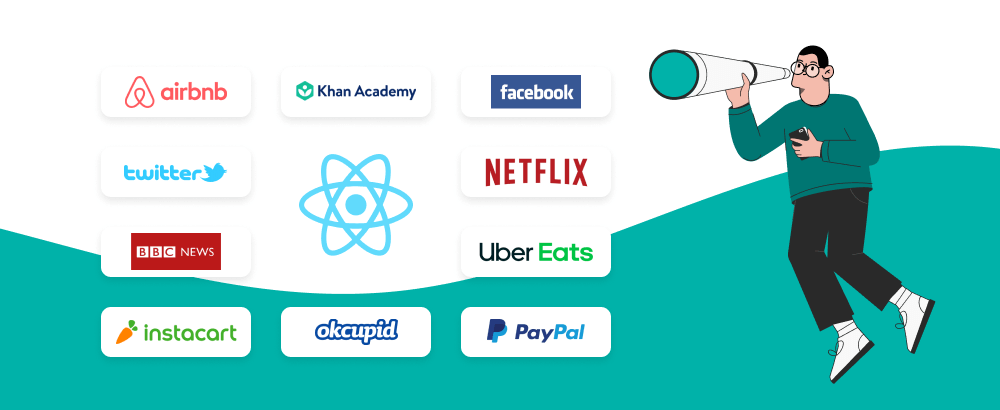 airbnb
Khan Academy
facebook
twitter
NETFLIX
BBC NEWS
Uber Eats
instacart
okcupid
PayPal